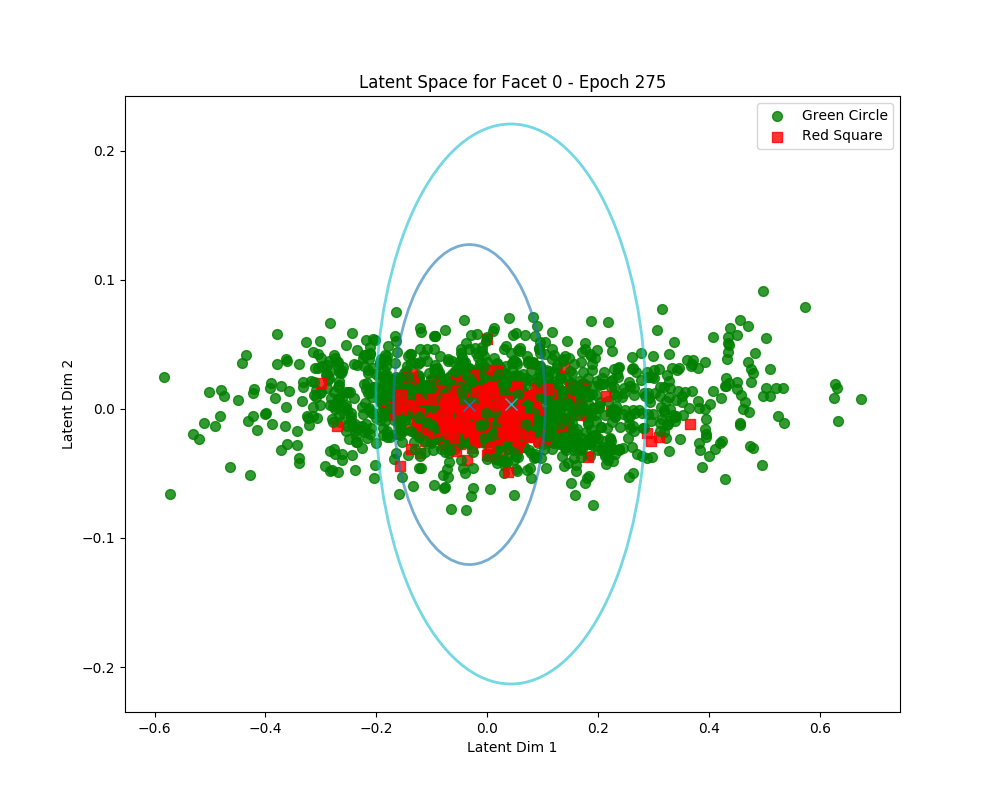 Latent Space for Facet 0 - Epoch 275
Green Circle
Red Square
0.2
0.1
0.0
−0.1
−0.2
Latent Dim 2
−0.6
−0.4
−0.2
0.0
0.2
0.4
0.6
Latent Dim 1